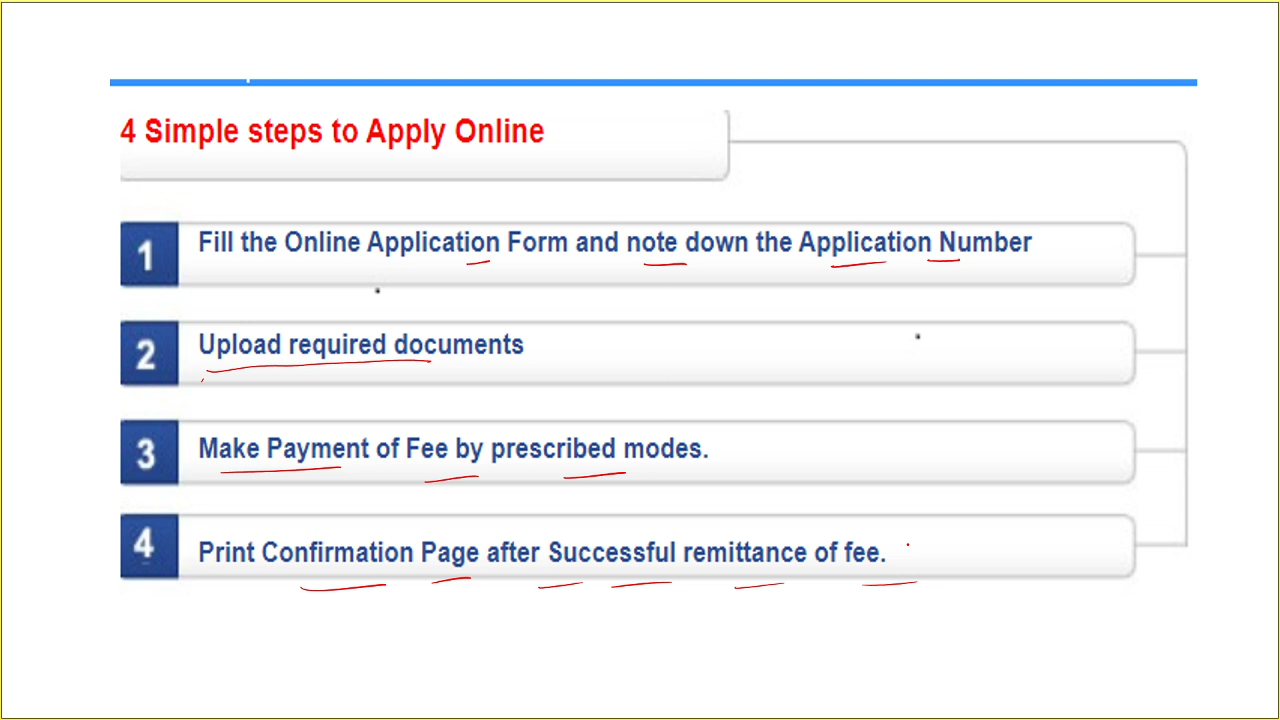 4 Simple steps to Apply Online
1 Fill the Online Application Form and note down the Application Number
2 Upload required documents
3 Make Payment of Fee by prescribed modes.
4 Print Confirmation Page after Successful remittance of fee.